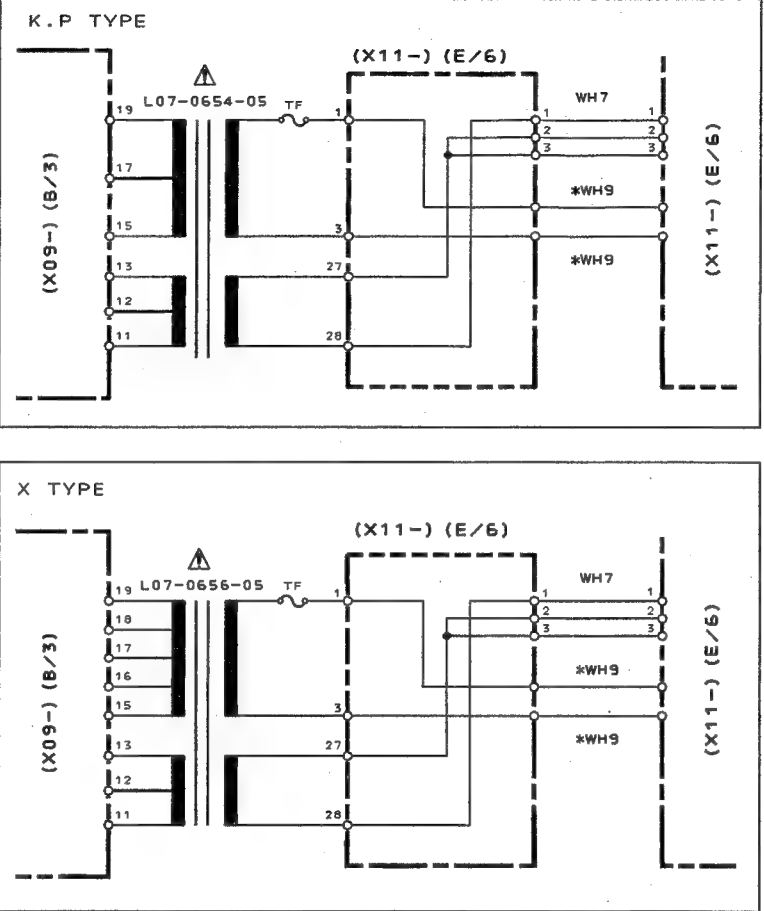 K.P TYPE
(X11-) (E/6)
L07-0654-05
TF
WH7
19
1
1
1
2
2
3
3
17
(X09-) (B/3)
(X11-) (E/6)
*WH9
15
3
*WH9
13
27
12
11
28
X TYPE
(X11-) (E/6)
L07-0656-05
TF
WH7
19
1
1
1
2
2
18
3
3
17
(X09-) (B/3)
(X11-) (E/6)
*WH9
16
15
3
*WH9
13
27
12
11
28